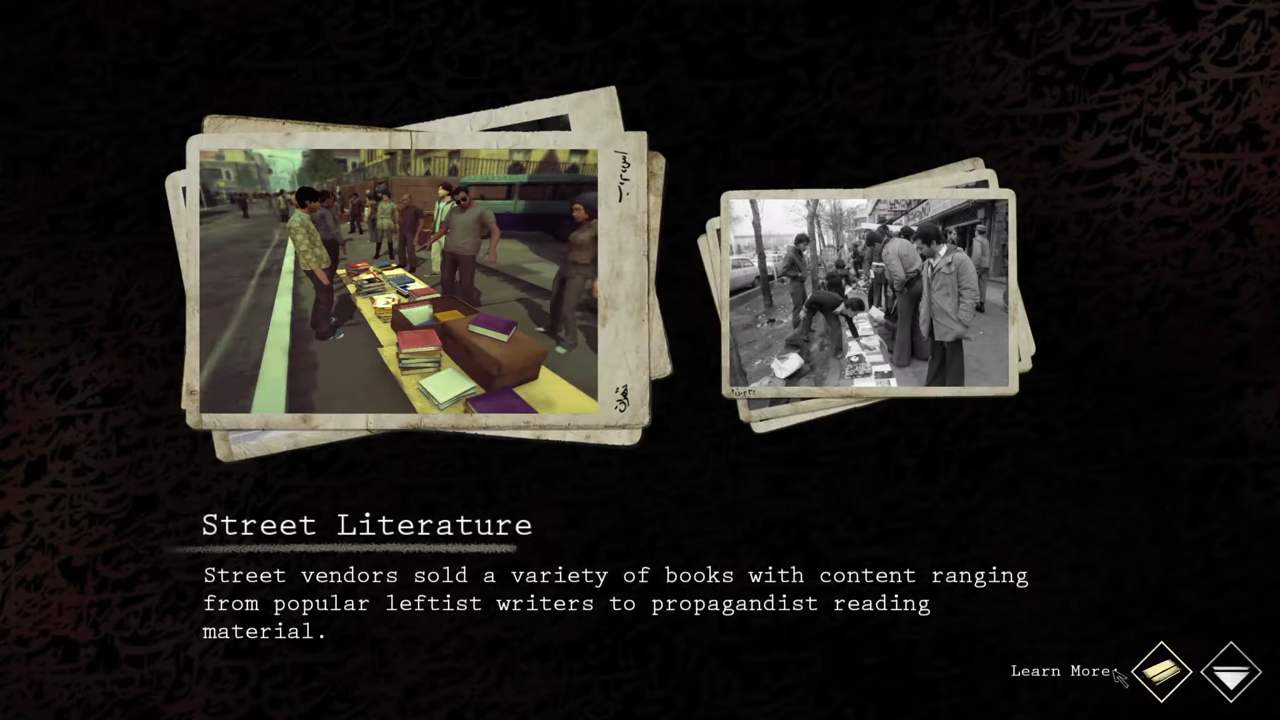 تهران
Street Literature
Street vendors sold a variety of books with content ranging
from popular leftist writers to propagandist reading
material.
Learn More: